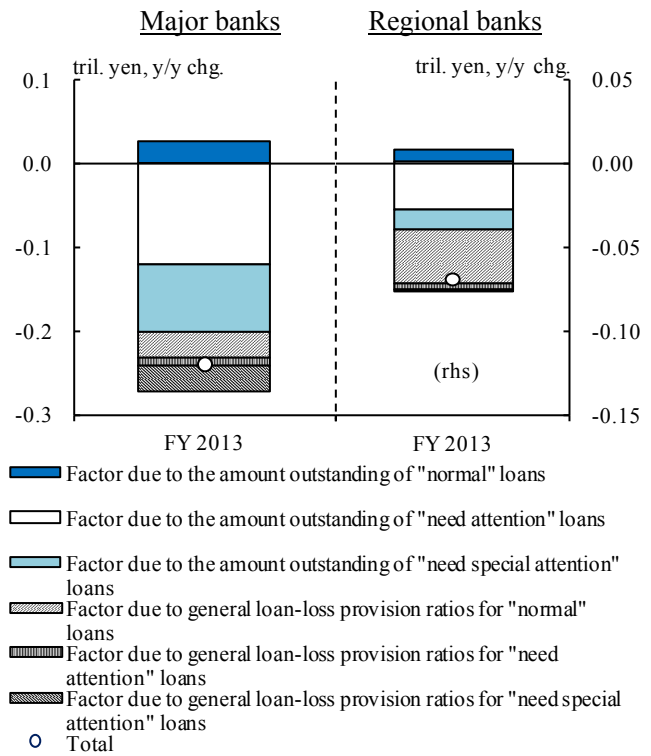 Major banks
Regional banks
tril. yen, y/y chg.
tril. yen, y/y chg.
0.1
0.0
-0.1
-0.2
-0.3
0.05
0.00
-0.05
-0.10
-0.15
(rhs)
FY 2013
FY 2013
Factor due to the amount outstanding of "normal" loans
Factor due to the amount outstanding of "need attention" loans
Factor due to the amount outstanding of "need special attention"
loans
Factor due to general loan-loss provision ratios for "normal"
loans
Factor due to general loan-loss provision ratios for "need
attention" loans
Factor due to general loan-loss provision ratios for "need special
attention" loans
Total